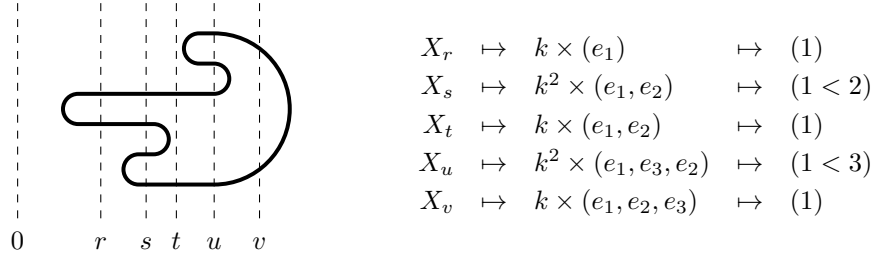 X_r ↦ k × (e_1) ↦ (1)
X_s ↦ k^2 × (e_1, e_2) ↦ (1 < 2)
X_t ↦ k × (e_1, e_2) ↦ (1)
X_u ↦ k^2 × (e_1, e_3, e_2) ↦ (1 < 3)
X_v ↦ k × (e_1, e_2, e_3) ↦ (1)
0 r s t u v